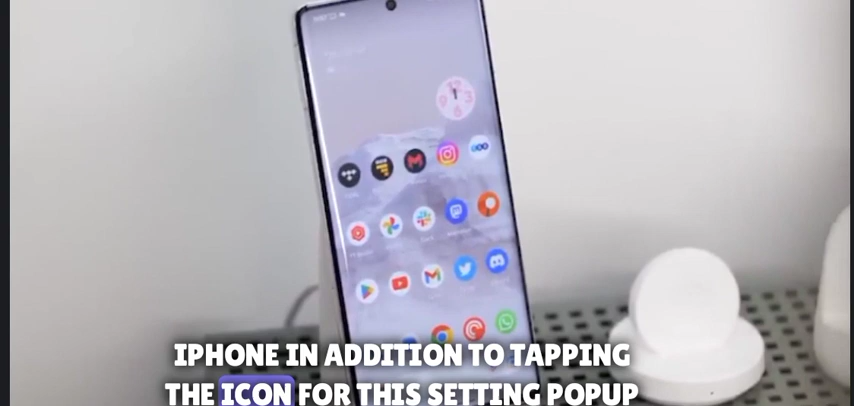 IPHONE IN ADDITION TO TAPPING
THE ICON FOR THIS SETTING POPUP